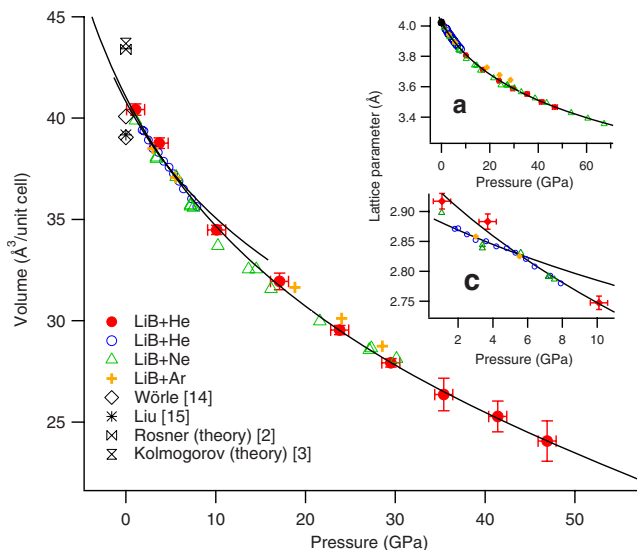 45
40
35
30
25
0
10
20
30
40
50
Volume (Å³/unit cell)
Pressure (GPa)
LiB+He
LiB+He
LiB+Ne
LiB+Ar
Wörle [14]
Liu [15]
Rosner (theory) [2]
Kolmogorov (theory) [3]
4.0
3.8
3.6
3.4
a
0
20
40
60
Pressure (GPa)
Lattice parameter (Å)
2.90
2.85
2.80
2.75
c
2
4
6
8
10
Pressure (GPa)